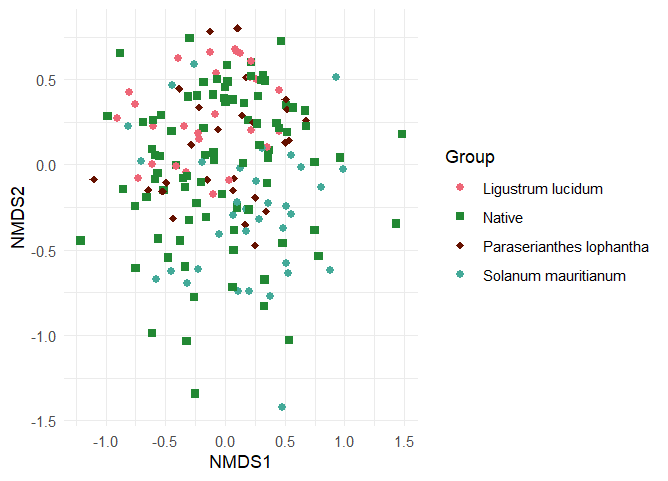 0.5
0.0
-0.5
-1.0
-1.5
NMDS2
-1.0 -0.5 0.0 0.5 1.0 1.5
NMDS1
Group
Ligustrum lucidum
Native
Paraserianthes lophantha
Solanum mauritianum